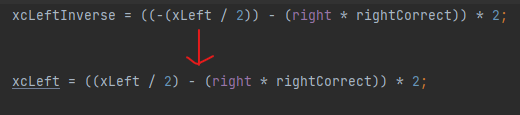 xcLeftInverse = ((-(xLeft / 2)) - (right * rightCorrect)) * 2;
xcLeft = ((xLeft / 2) - (right * rightCorrect)) * 2;